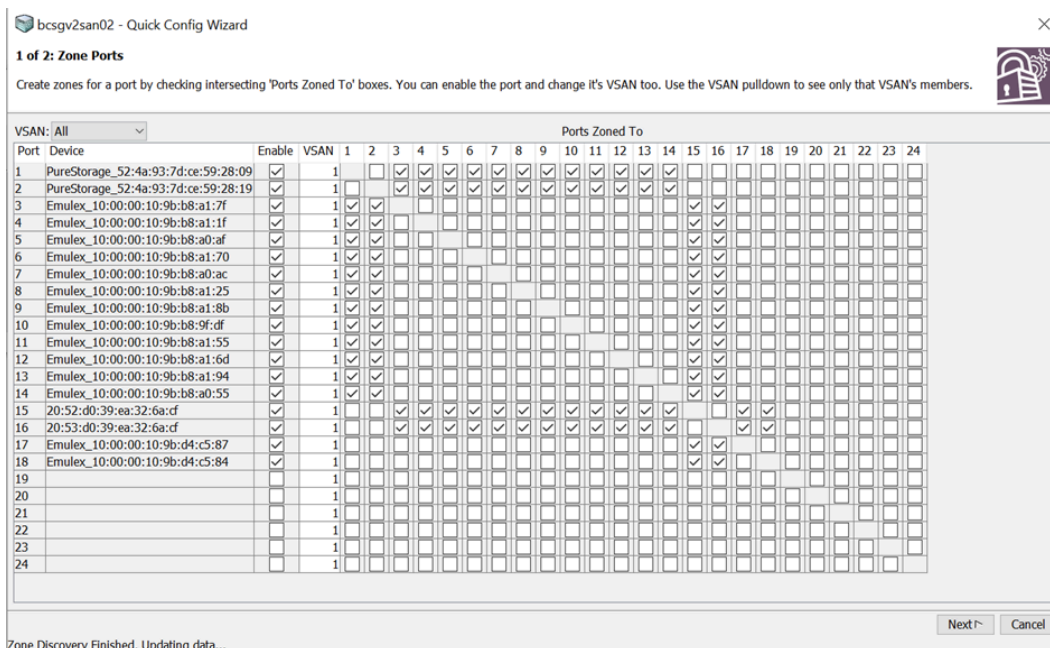 bcsgv2san02 - Quick Config Wizard
1 of 2: Zone Ports
Create zones for a port by checking intersecting 'Ports Zoned To' boxes. You can enable the port and change it's VSAN too. Use the VSAN pulldown to see only that VSAN's members.
VSAN: All Ports Zoned To
Port Device Enable VSAN 1 2 3 4 5 6 7 8 9 10 11 12 13 14 15 16 17 18 19 20 21 22 23 24
1 PureStorage_52:4a:93:7d:ce:59:28:09 1
2 PureStorage_52:4a:93:7d:ce:59:28:19 1
3 Emulex_10:00:00:10:9b:b8:a1:7f 1
4 Emulex_10:00:00:10:9b:b8:a1:1f 1
5 Emulex_10:00:00:10:9b:b8:a0:af 1
6 Emulex_10:00:00:10:9b:b8:a1:70 1
7 Emulex_10:00:00:10:9b:b8:a0:ac 1
8 Emulex_10:00:00:10:9b:b8:a1:25 1
9 Emulex_10:00:00:10:9b:b8:a1:8b 1
10 Emulex_10:00:00:10:9b:b8:9f:df 1
11 Emulex_10:00:00:10:9b:b8:a1:55 1
12 Emulex_10:00:00:10:9b:b8:a1:6d 1
13 Emulex_10:00:00:10:9b:b8:a1:94 1
14 Emulex_10:00:00:10:9b:b8:a0:55 1
15 20:52:d0:39:ea:32:6a:cf 1
16 20:53:d0:39:ea:32:6a:cf 1
17 Emulex_10:00:00:10:9b:d4:c5:87 1
18 Emulex_10:00:00:10:9b:d4:c5:84 1
19 1
20 1
21 1
22 1
23 1
24 1
Next Cancel
Zone Discovery Finished. Updating data...